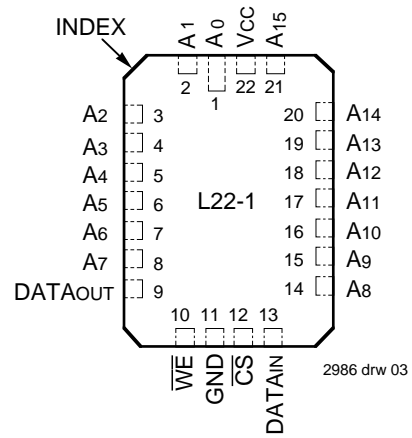 INDEX
A1 A0 VCC A15
2 1 22 21
A2 3 20 A14
A3 4 19 A13
A4 5 18 A12
A5 6 L22-1 17 A11
A6 7 16 A10
A7 8 15 A9
DATAOUT 9 14 A8
10 11 12 13
WE GND CS DATAIN
2986 drw 03